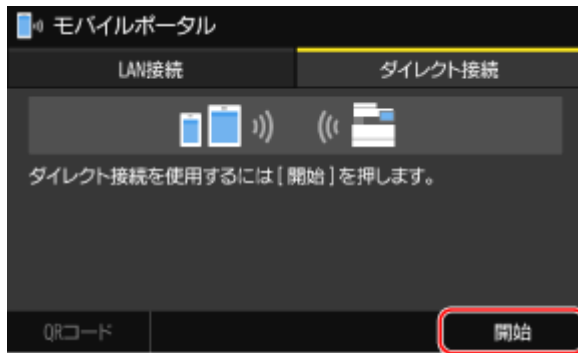 モバイルポータル
LAN接続
ダイレクト接続
ダイレクト接続を使用するには[開始]を押します。
QRコード
開始